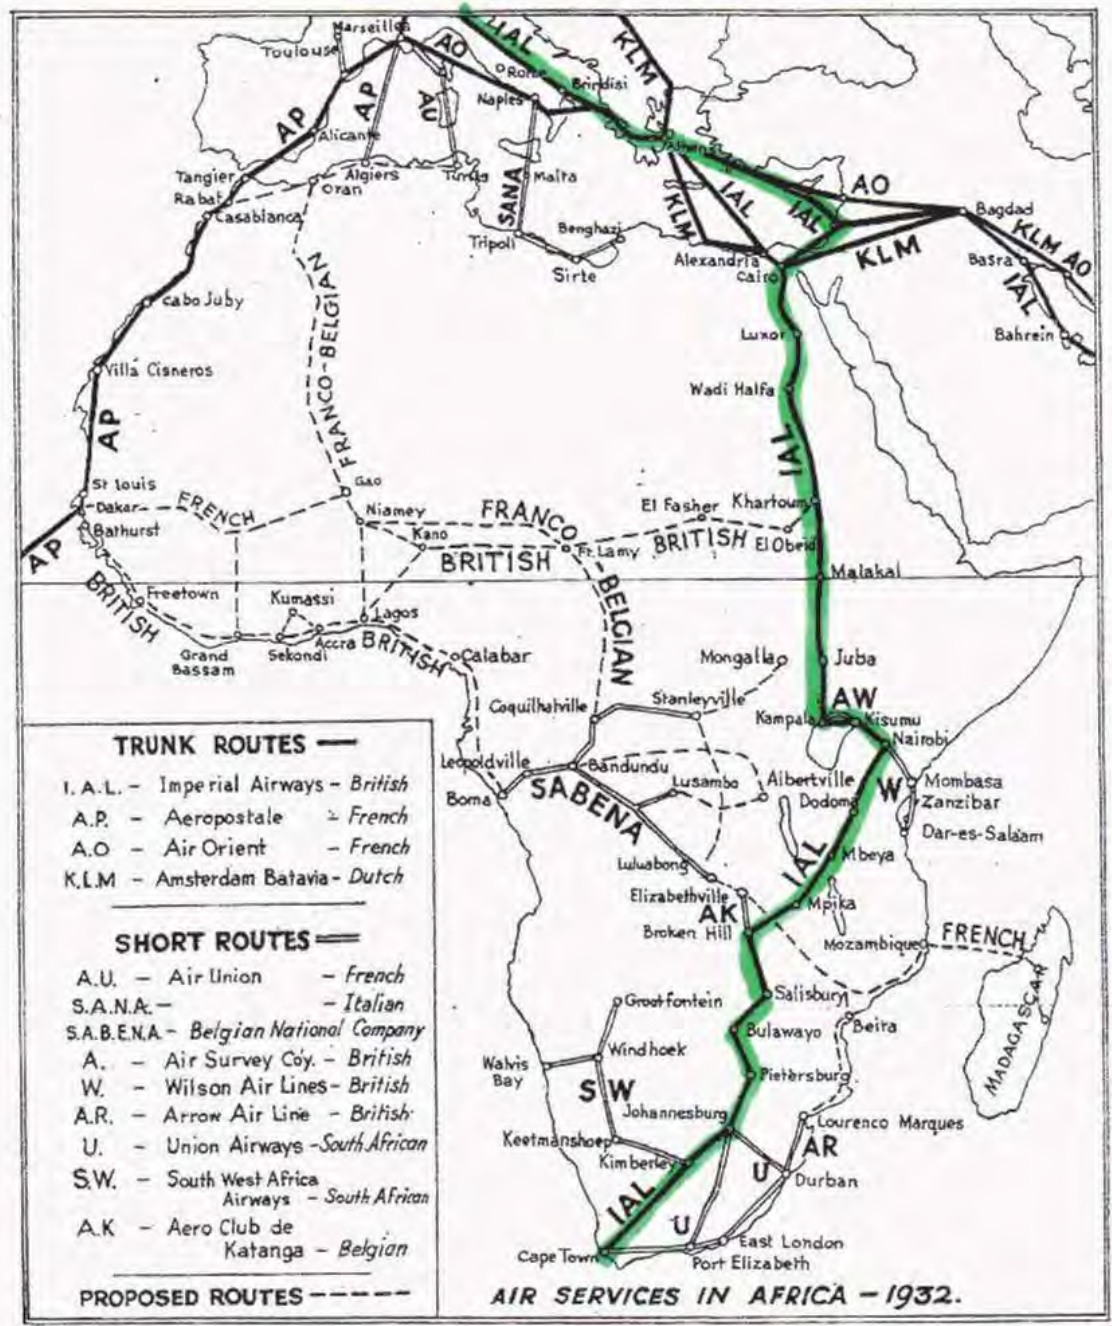 Marseilles
Toulouse
AO
IAL
KLM
Rome
Brindisi
Naples
AP
AP
AU
Athens
Alicante
Tangier
Algiers
Tunis
Malta
Oran
Rabat
Casablanca
SANA
KLM
IAL
IAL
AO
Bagdad
KLM
KLM AO
Benghazi
Tripoli
Sirte
Alexandria
Cairo
Basra
IAL
Bahrein
Cabo Juby
FRANCO-BELGIAN
Luxor
Villa Cisneros
Wadi Halfa
AP
IAL
St Louis
Dakar
FRENCH
Gao
Niamey
FRANCO
El Fasher
Khartoum
Bathurst
Kano
BRITISH
Ft. Lamy
BRITISH
El Obeid
AP
Malakal
BRITISH
Freetown
Kumassi
Lagos
BELGIAN
Grand
Bassam
Sekondi
Accra
BRITISH
Calabar
Mongalla
Juba
Coquilhatville
Stanleyville
AW
Kampala
Kisumu
Nairobi
Leopoldville
Bandundu
Lusambo
Albertville
W
Mombasa
Boma
SABENA
Dodoma
Zanzibar
Dar-es-Salaam
IAL
Mbeya
Luluabong
Elizabethville
AK
Mpika
Broken Hill
Mozambique
FRENCH
Grootfontein
Salisbury
MADAGASCAR
Bulawayo
Beira
Walvis
Bay
Windhoek
Pietersburg
SW
Johannesburg
Lourenco Marques
Keetmanshoep
AR
Kimberley
U
Durban
IAL
U
Cape Town
East London
Port Elizabeth
TRUNK ROUTES
I.A.L. - Imperial Airways - British
A.P. - Aeropostale - French
A.O - Air Orient - French
K.L.M - Amsterdam Batavia - Dutch
SHORT ROUTES
A.U. - Air Union - French
S.A.N.A. - - Italian
S.A.B.E.N.A. - Belgian National Company
A. - Air Survey Coy. - British
W. - Wilson Air Lines - British
A.R. - Arrow Air Line - British
U. - Union Airways - South African
S.W. - South West Africa
Airways - South African
A.K - Aero Club de
Katanga - Belgian
PROPOSED ROUTES
AIR SERVICES IN AFRICA - 1932.